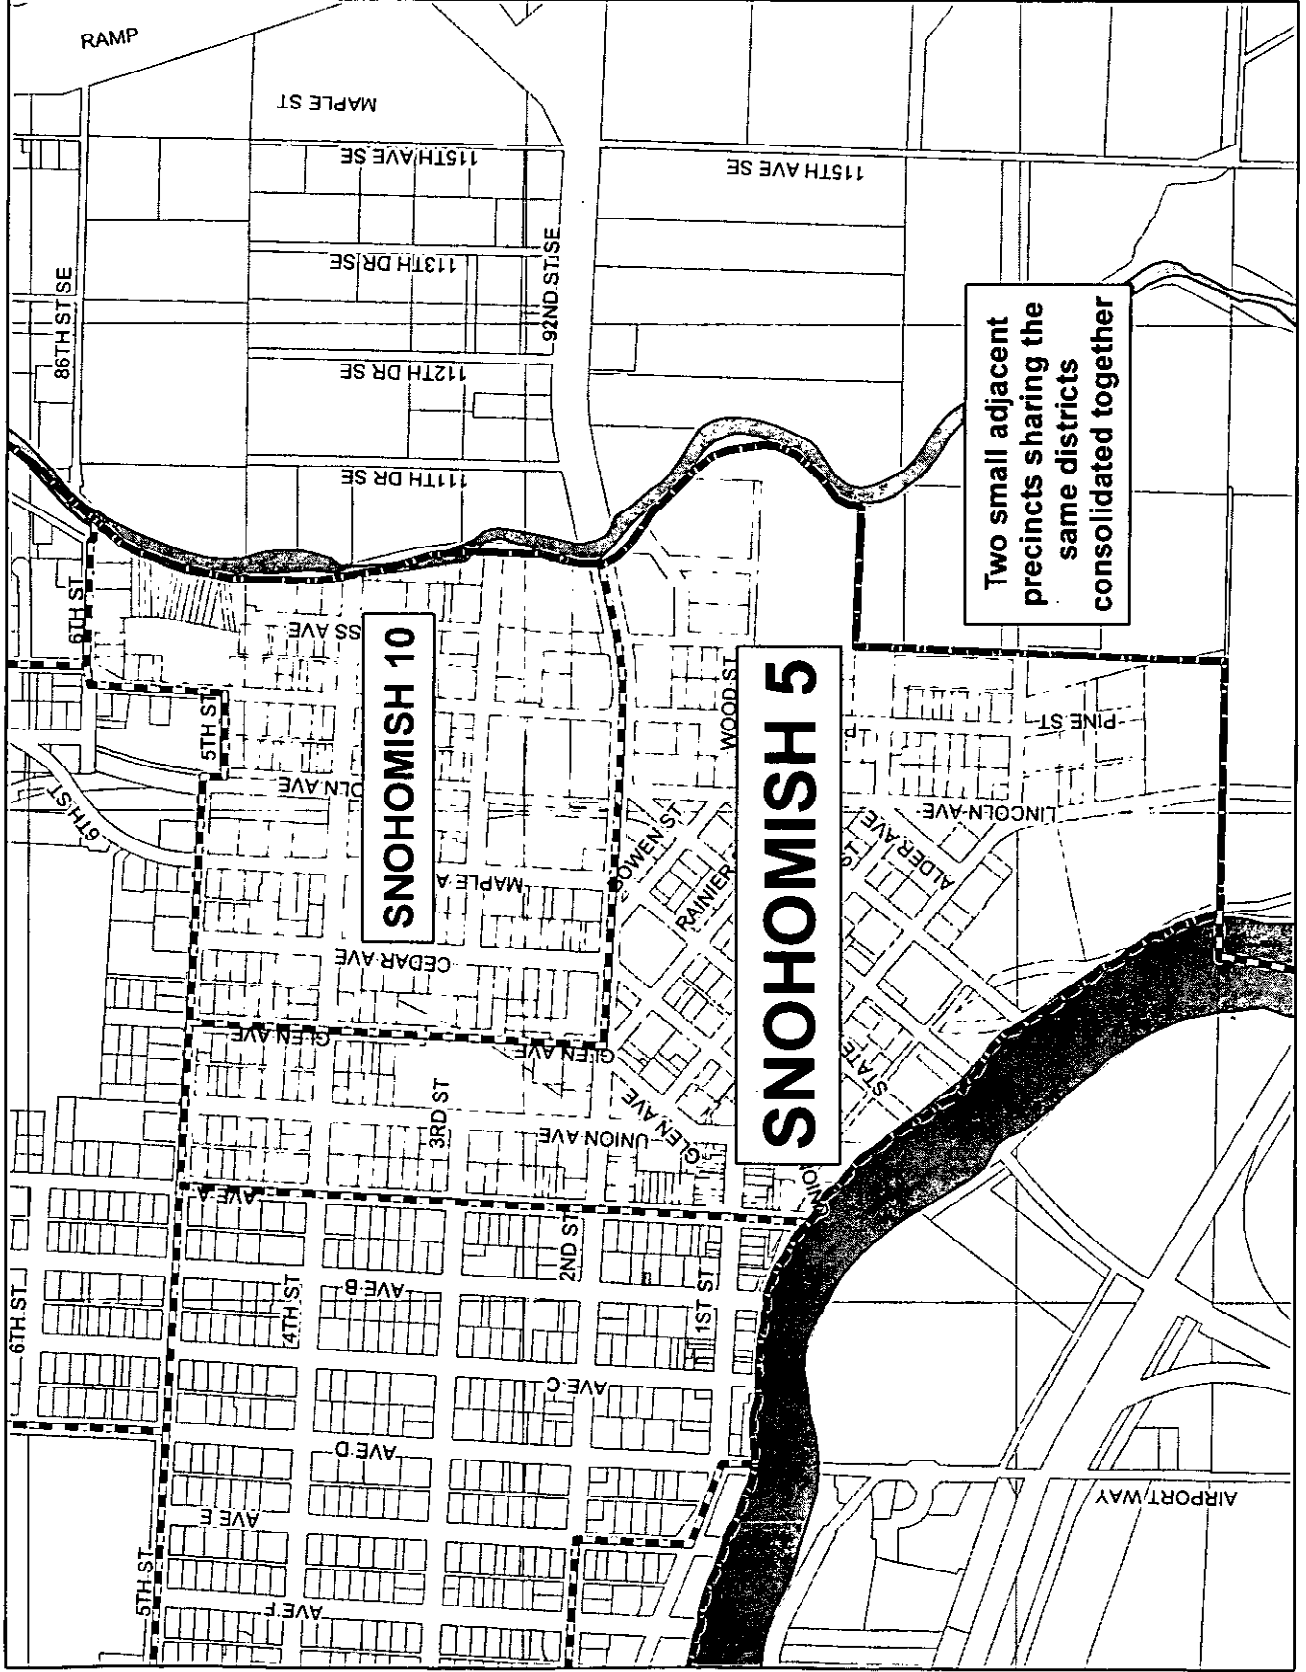 RAMP
MAPLE ST
115TH AVE SE
115TH AVE SE
86TH ST SE
113TH DR SE
92ND ST SE
112TH DR SE
111TH DR SE
Two small adjacent
precincts sharing the
same districts
consolidated together
6TH ST
SS AVE
SNOHOMISH 10
5TH ST
OLN AVE
6TH ST
MAPLE A
CEDAR AVE
WOOD ST
SNOHOMISH 5
P
PINE ST
LINCOLN AVE
BOWEN ST
RAINIER
ST
ALDER AVE
GLEN AVE
GLEN AVE
GLEN AVE
STATE
3RD ST
UNION AVE
NION
AVE A
2ND ST
1ST ST
AVE B
4TH ST
6TH ST
AVE C
AVE D
AVE E
AVE F
5TH ST
AIRPORT WAY